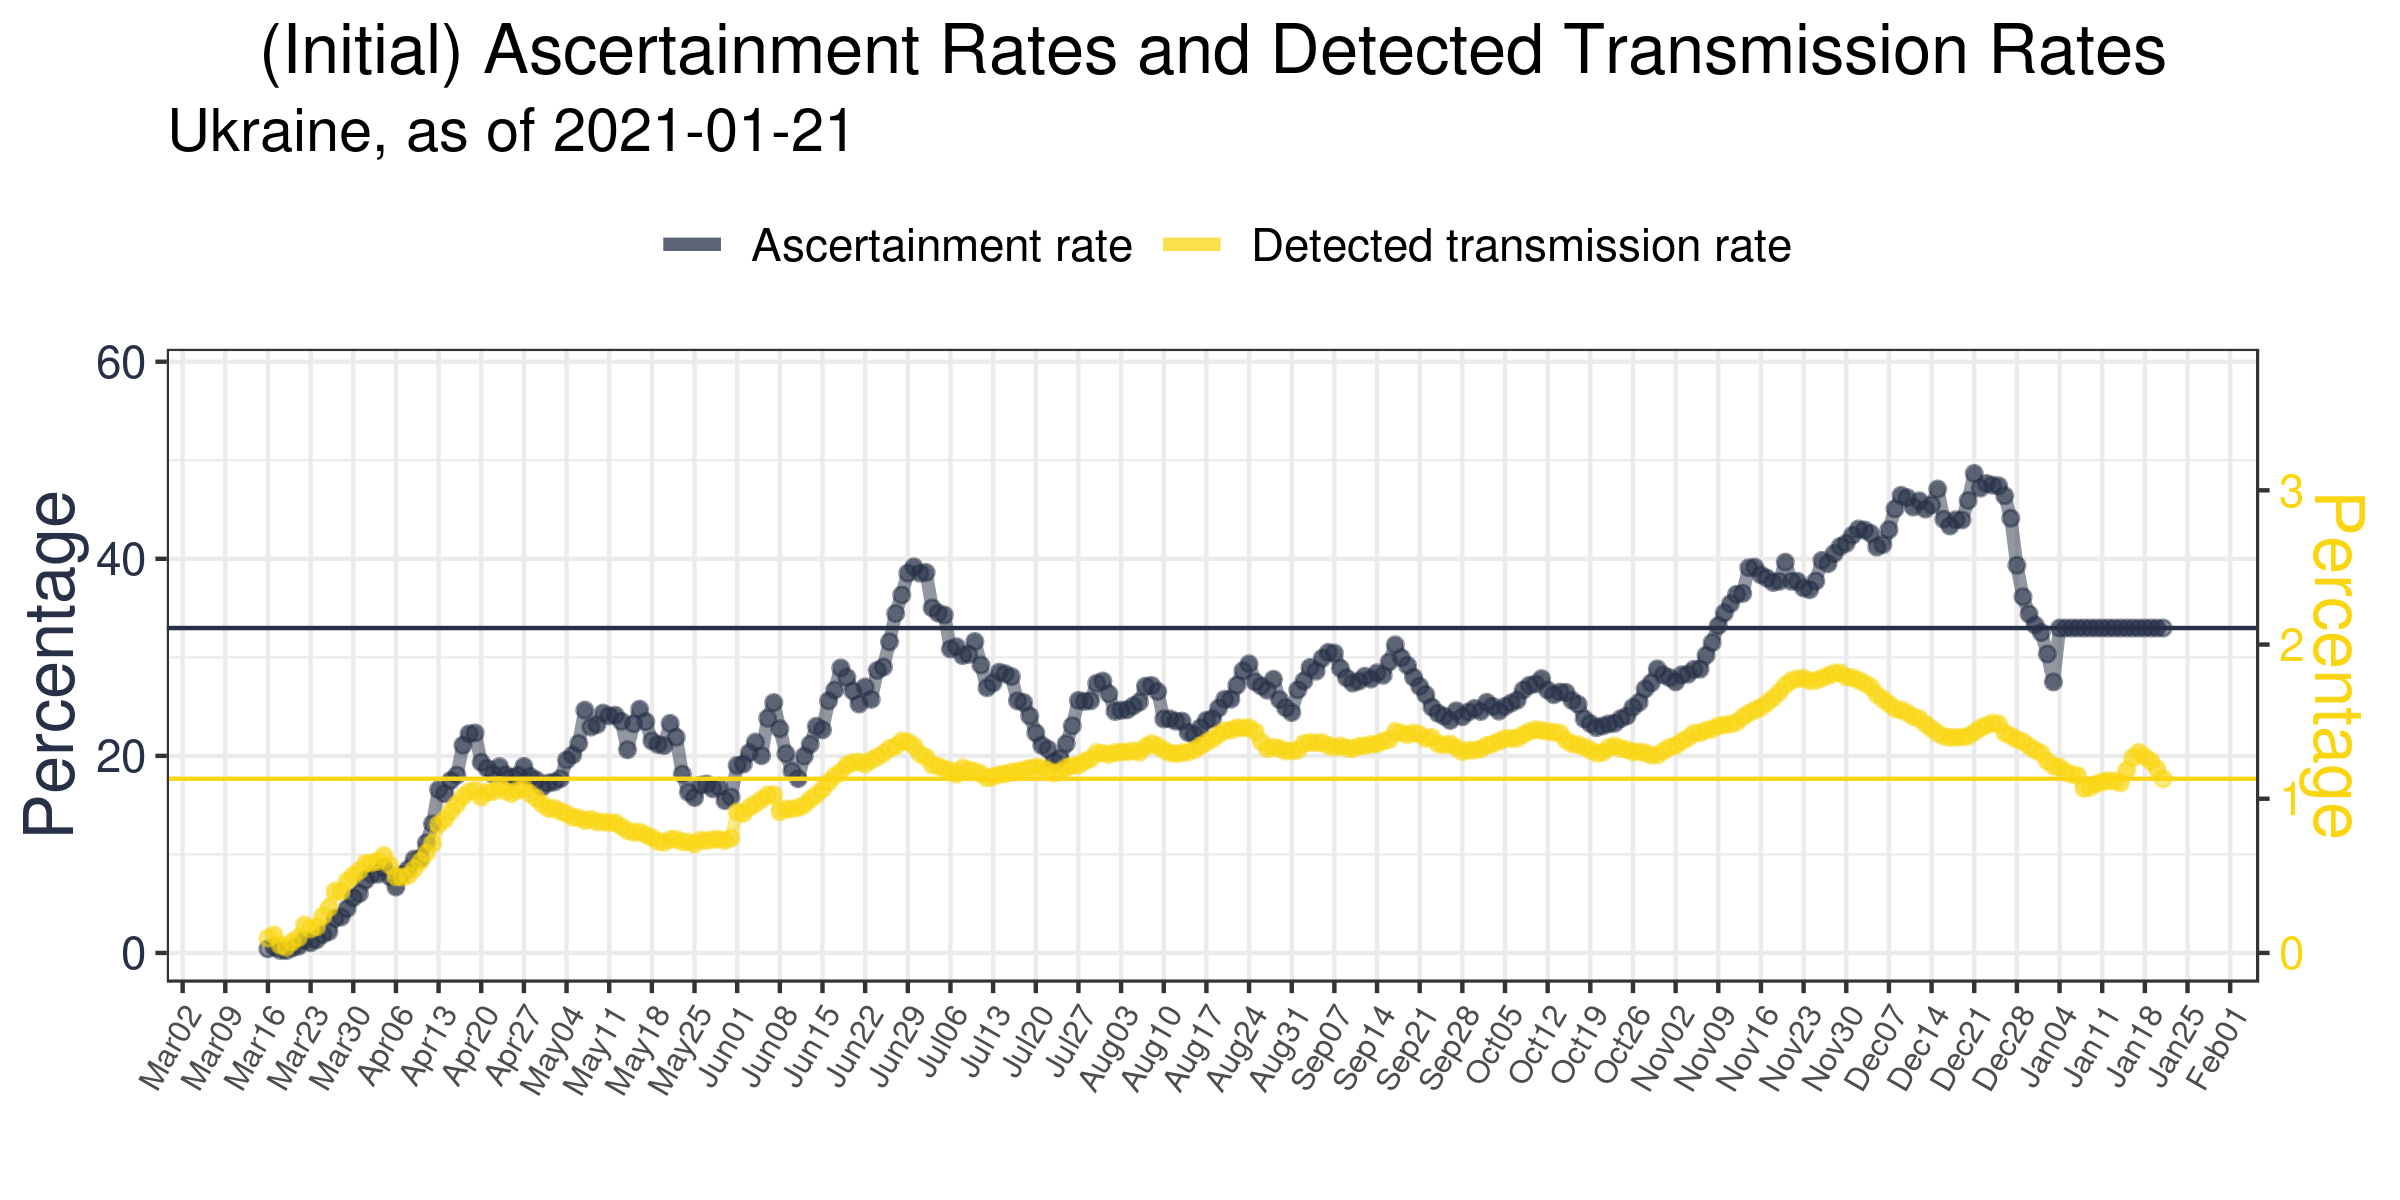 (Initial) Ascertainment Rates and Detected Transmission Rates
Ukraine, as of 2021-01-21
Ascertainment rate Detected transmission rate
Percentage
60
40
20
0
3
2
1
0
Percentage
Mar02 Mar09 Mar16 Mar23 Mar30 Apr06 Apr13 Apr20 Apr27 May04 May11 May18 May25 Jun01 Jun08 Jun15 Jun22 Jun29 Jul06 Jul13 Jul20 Jul27 Aug03 Aug10 Aug17 Aug24 Aug31 Sep07 Sep14 Sep21 Sep28 Oct05 Oct12 Oct19 Oct26 Nov02 Nov09 Nov16 Nov23 Nov30 Dec07 Dec14 Dec21 Dec28 Jan04 Jan11 Jan18 Jan25 Feb01